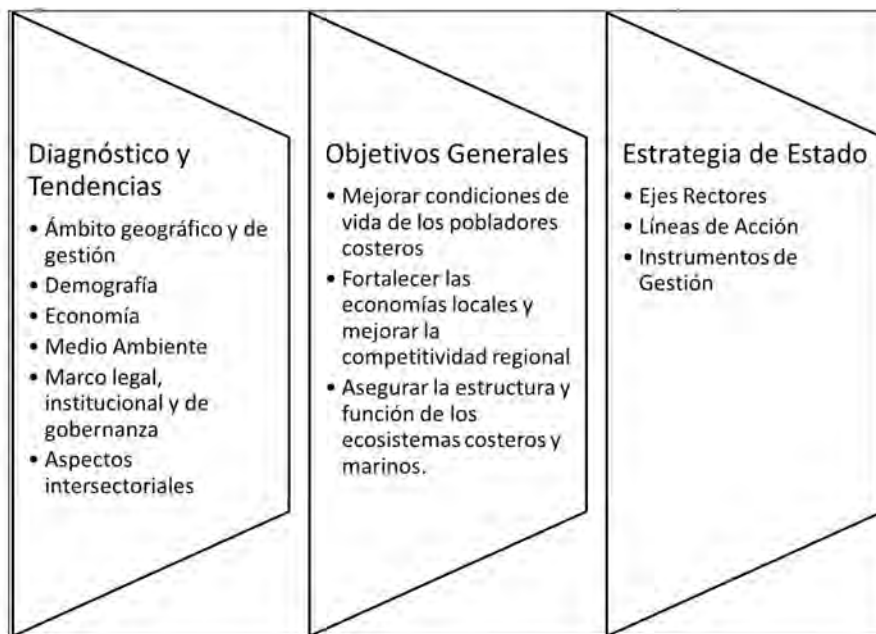 Diagnóstico y
Tendencias
• Ámbito geográfico y de
gestión
• Demografía
• Economía
• Medio Ambiente
• Marco legal,
institucional y de
gobernanza
• Aspectos
intersectoriales
Objetivos Generales
• Mejorar condiciones de
vida de los pobladores
costeros
• Fortalecer las
economías locales y
mejorar la
competitividad regional
• Asegurar la estructura y
función de los
ecosistemas costeros y
marinos.
Estrategia de Estado
• Ejes Rectores
• Líneas de Acción
• Instrumentos de
Gestión